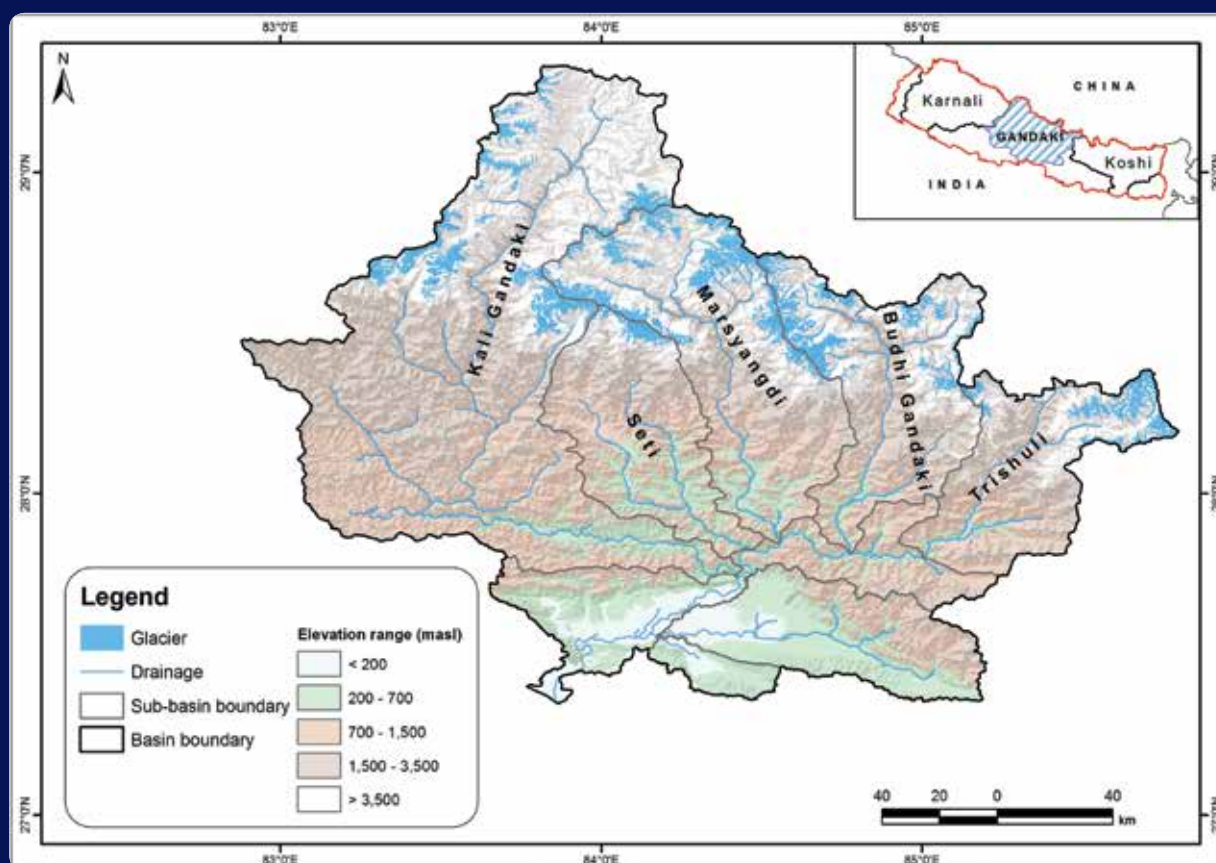 83°0'E
84°0'E
85°0'E
N
CHINA
Karnali
GANDAKI
Koshi
INDIA
29°0'N
Kali Gandaki
Marsyangdi
Budhi Gandaki
Seti
Trishuli
28°0'N
Legend
Glacier
Drainage
Sub-basin boundary
Basin boundary
Elevation range (masl)
< 200
200 - 700
700 - 1,500
1,500 - 3,500
> 3,500
40 20 0 40
km
27°0'N
83°0'E
84°0'E
85°0'E